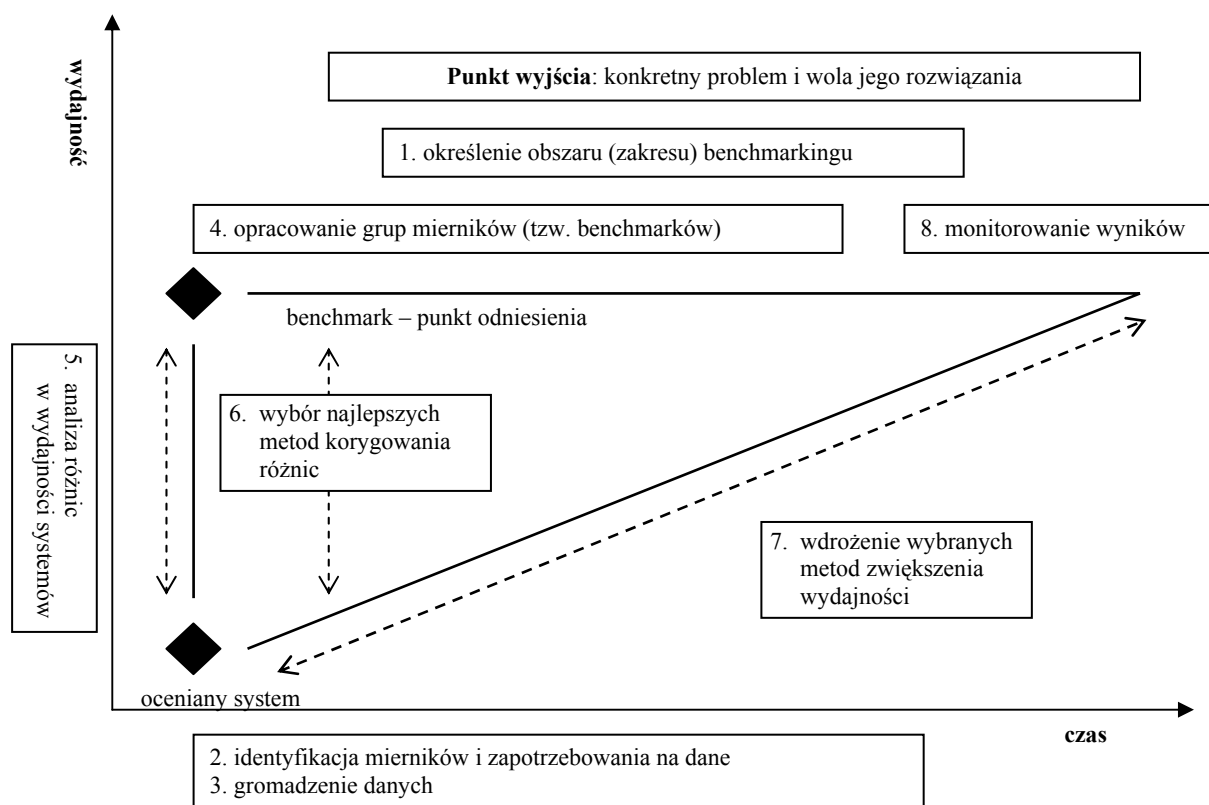 wydajność
Punkt wyjścia: konkretny problem i wola jego rozwiązania
1. określenie obszaru (zakresu) benchmarkingu
4. opracowanie grup mierników (tzw. benchmarków)
8. monitorowanie wyników
benchmark – punkt odniesienia
5. analiza różnic
w wydajności systemów
6. wybór najlepszych
metod korygowania
różnic
7. wdrożenie wybranych
metod zwiększenia
wydajności
oceniany system
czas
2. identyfikacja mierników i zapotrzebowania na dane
3. gromadzenie danych